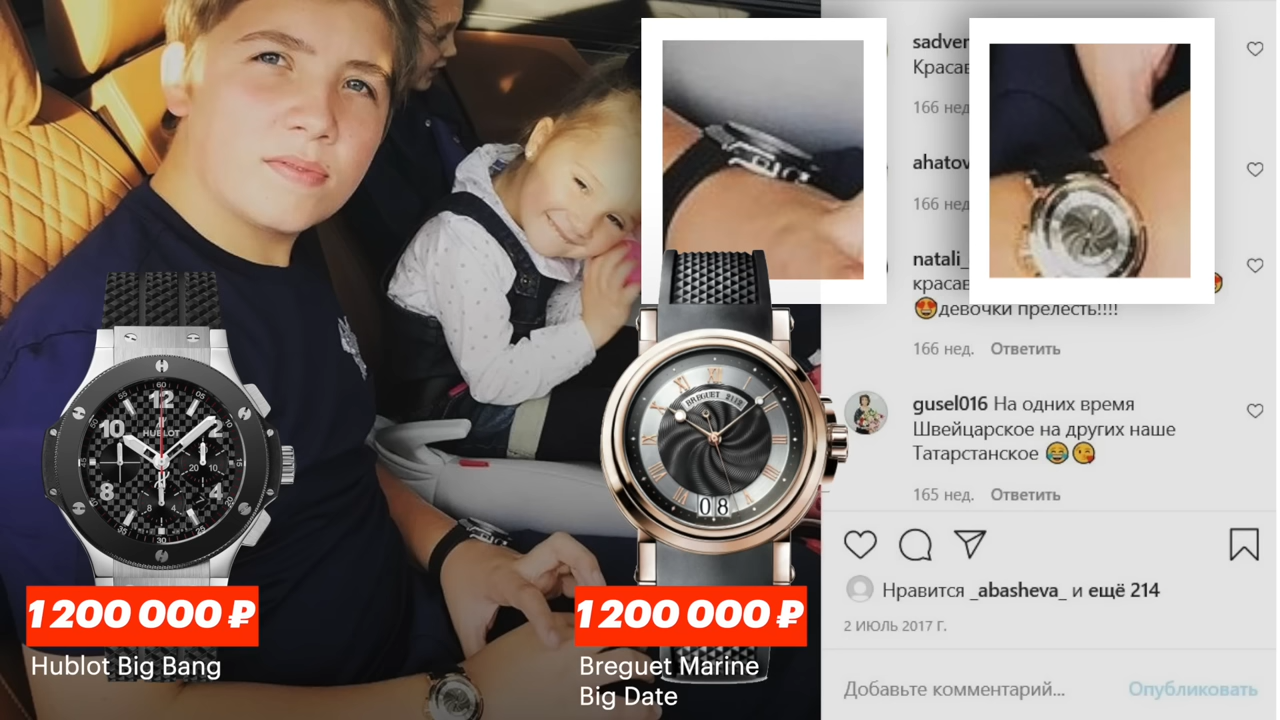 1 200 000 ₽
Hublot Big Bang
1 200 000 ₽
Breguet Marine
Big Date
HUBLOT
BREGUET
08
sadver
Красав
166 нед
ahatov
166 нед
natali_
красав
😍девочки прелесть!!!!
166 нед. Ответить
gusel016 На одних время
Швейцарское на других наше
Татарстанское 😂😘
165 нед. Ответить
Нравится _abasheva_ и ещё 214
2 ИЮЛЬ 2017 Г.
Добавьте комментарий... Опубликовать